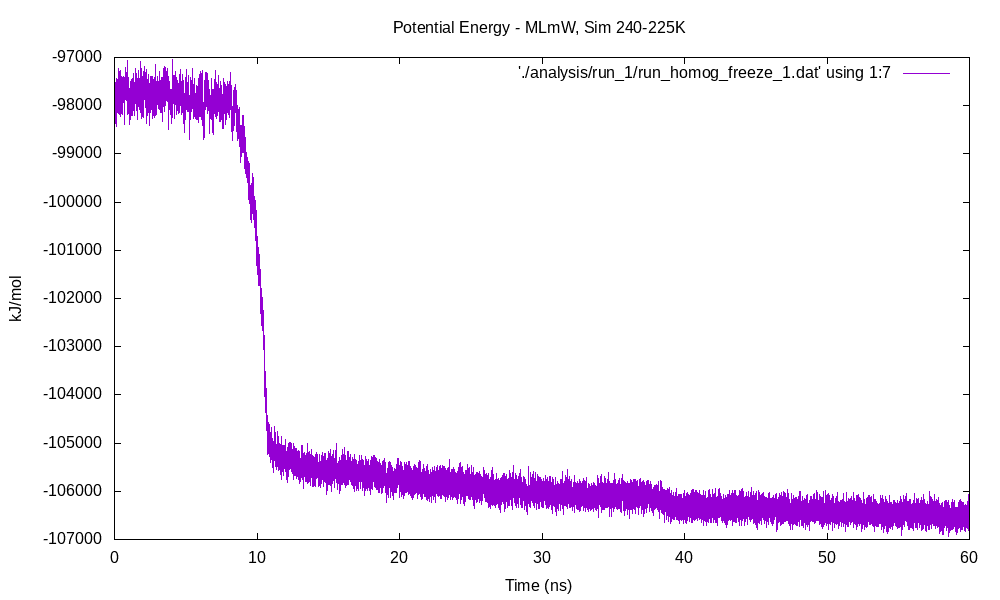 Potential Energy - MLmW, Sim 240-225K
'./analysis/run_1/run_homog_freeze_1.dat' using 1:7
-97000
-98000
-99000
-100000
-101000
-102000
-103000
-104000
-105000
-106000
-107000
kJ/mol
0 10 20 30 40 50 60
Time (ns)